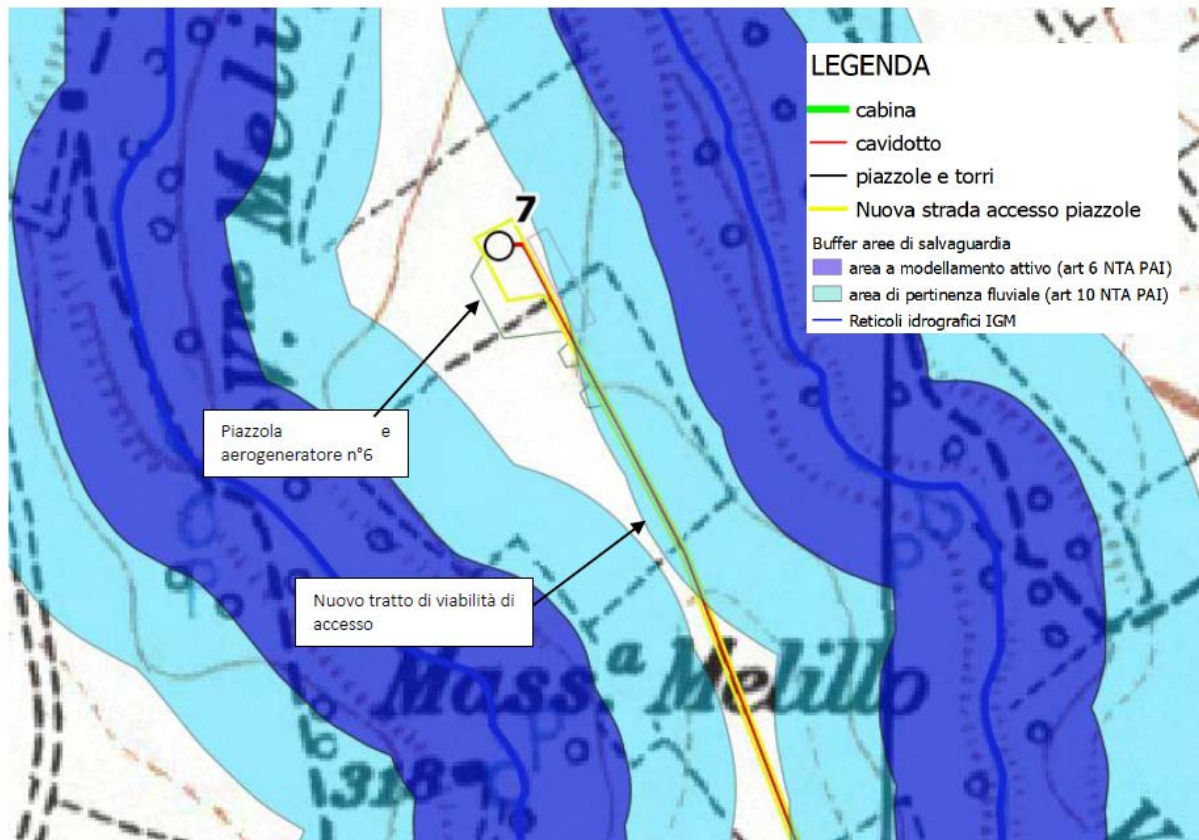 LEGENDA
cabina
cavidotto
piazzole e torri
Nuova strada accesso piazzole
Buffer aree di salvaguardia
area a modellamento attivo (art 6 NTA PAI)
area di pertinenza fluviale (art 10 NTA PAI)
Reticoli idrografici IGM
7
Piazzola e
aerogeneratore n°6
Nuovo tratto di viabilità di
accesso
Mass.a Melillo
318